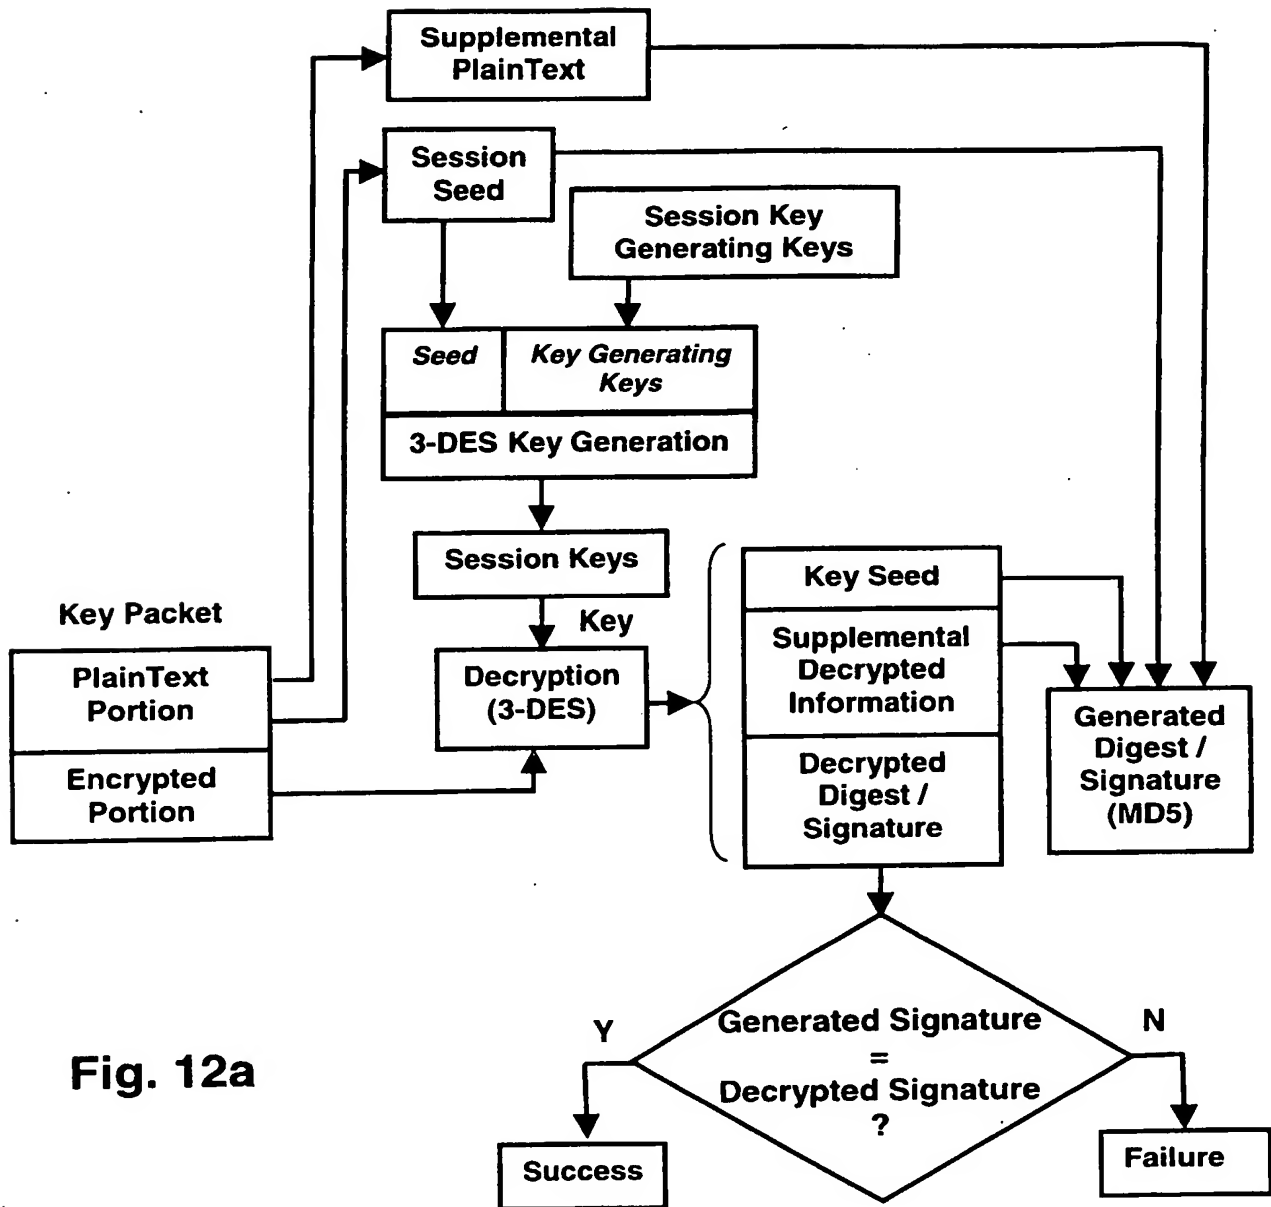 Supplemental
PlainText
Session
Seed
Session Key
Generating Keys
Seed
Key Generating
Keys
3-DES Key Generation
Session Keys
Key
Key Packet
PlainText
Portion
Encrypted
Portion
Decryption
(3-DES)
Key Seed
Supplemental
Decrypted
Information
Decrypted
Digest /
Signature
Generated
Digest /
Signature
(MD5)
Y
Generated Signature
=
Decrypted Signature
?
N
Success
Failure
Fig. 12a